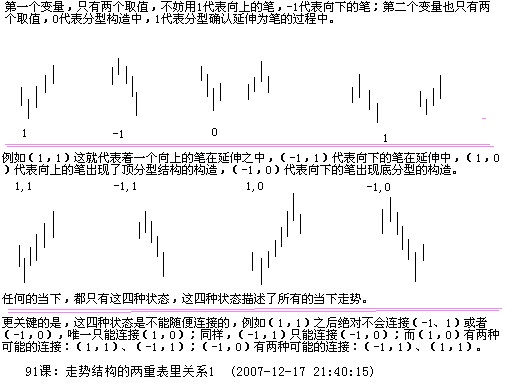 第一个变量，只有两个取值，不妨用1代表向上的笔，-1代表向下的笔；第二个变量也只有两
个取值，0代表分型构造中，1代表分型确认延伸为笔的过程中。
1 -1 0 1
例如(1,1)这就代表着一个向上的笔在延伸之中，(-1,1)代表向下的笔在延伸中，(1,0
)代表向上的笔出现了顶分型结构的构造，(-1,0)代表向下的笔出现底分型的构造。
1,1 -1,1 1,0 -1,0
任何的当下，都只有这四种状态，这四种状态描述了所有的当下走势。
更关键的是，这四种状态是不能随便连接的，例如(1,1)之后绝对不会连接(-1、1)或者
(-1,0)，唯一只能连接(1,0)；同样，(-1,1)只能连接(-1,0)；而(1,0)有两种
可能的连接：(1,1)、(-1,1)；(-1,0)有两种可能的连接：(-1,1)、(1,1)。
91课：走势结构的两重表里关系1 (2007-12-17 21:40:15)